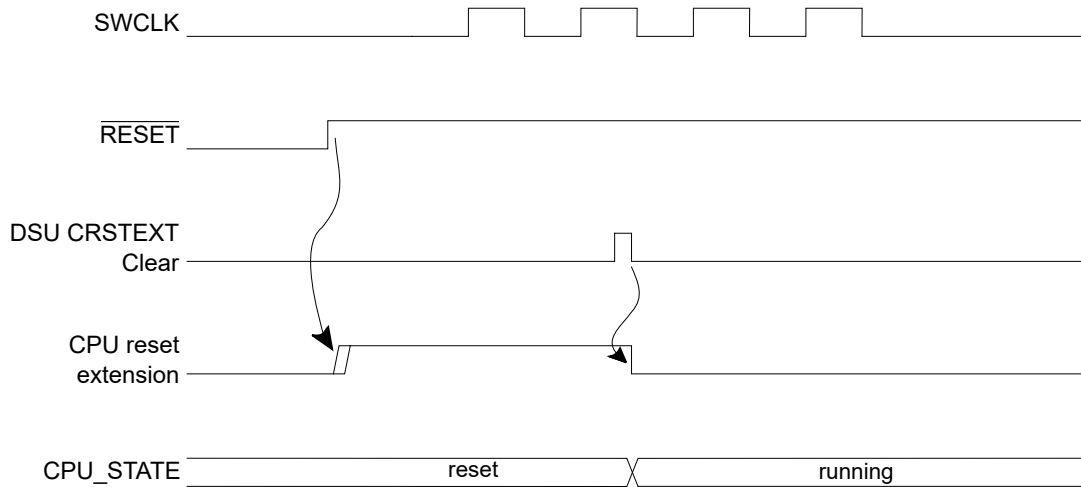 SWCLK
RESET
DSU CRSTEXT
Clear
CPU reset
extension
CPU_STATE reset running